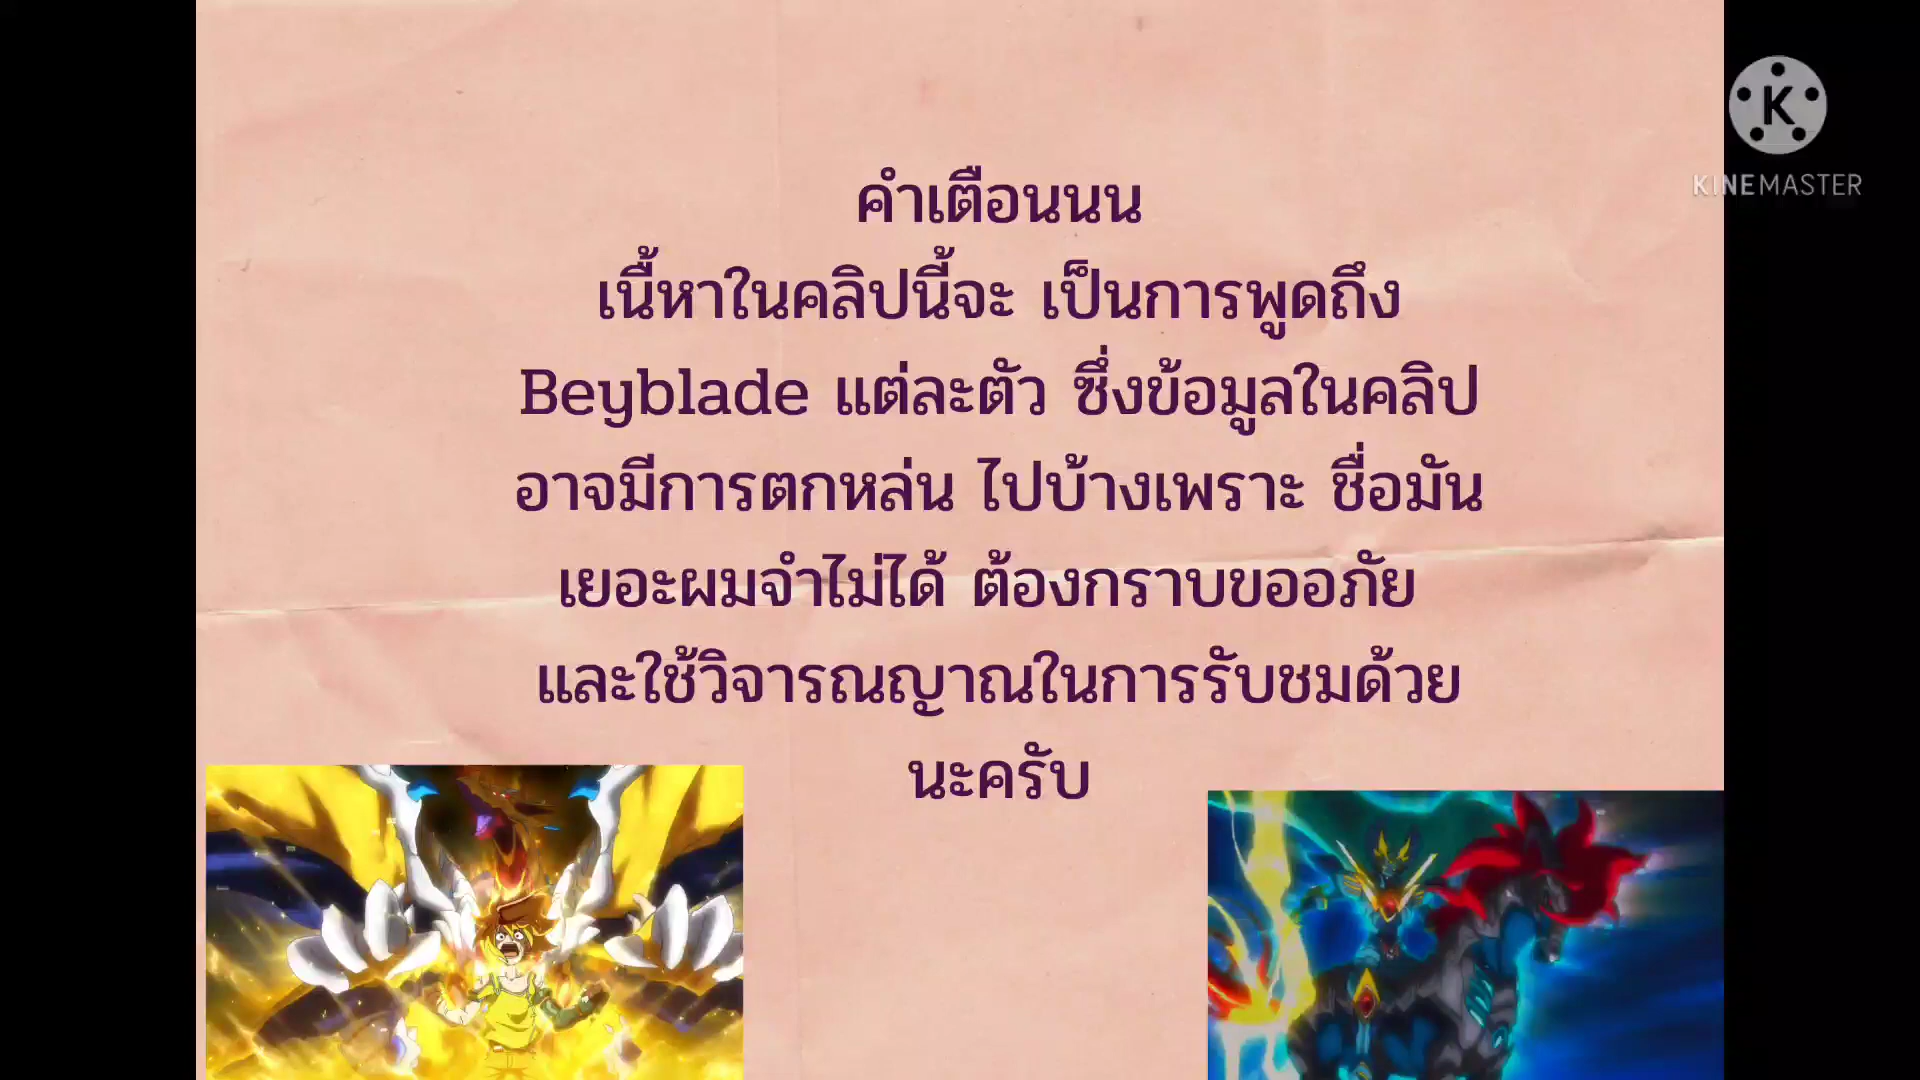 คำเตือนนน
เนื้หาในคลิปนี้จะ เป็นการพูดถึง
Beyblade แต่ละตัว ซึ่งข้อมูลในคลิป
อาจมีการตกหล่น ไปบ้างเพราะ ชื่อมัน
เยอะผมจำไม่ได้ ต้องกราบขออภัย
และใช้วิจารณญาณในการรับชมด้วย
นะครับ
K
KINEMASTER